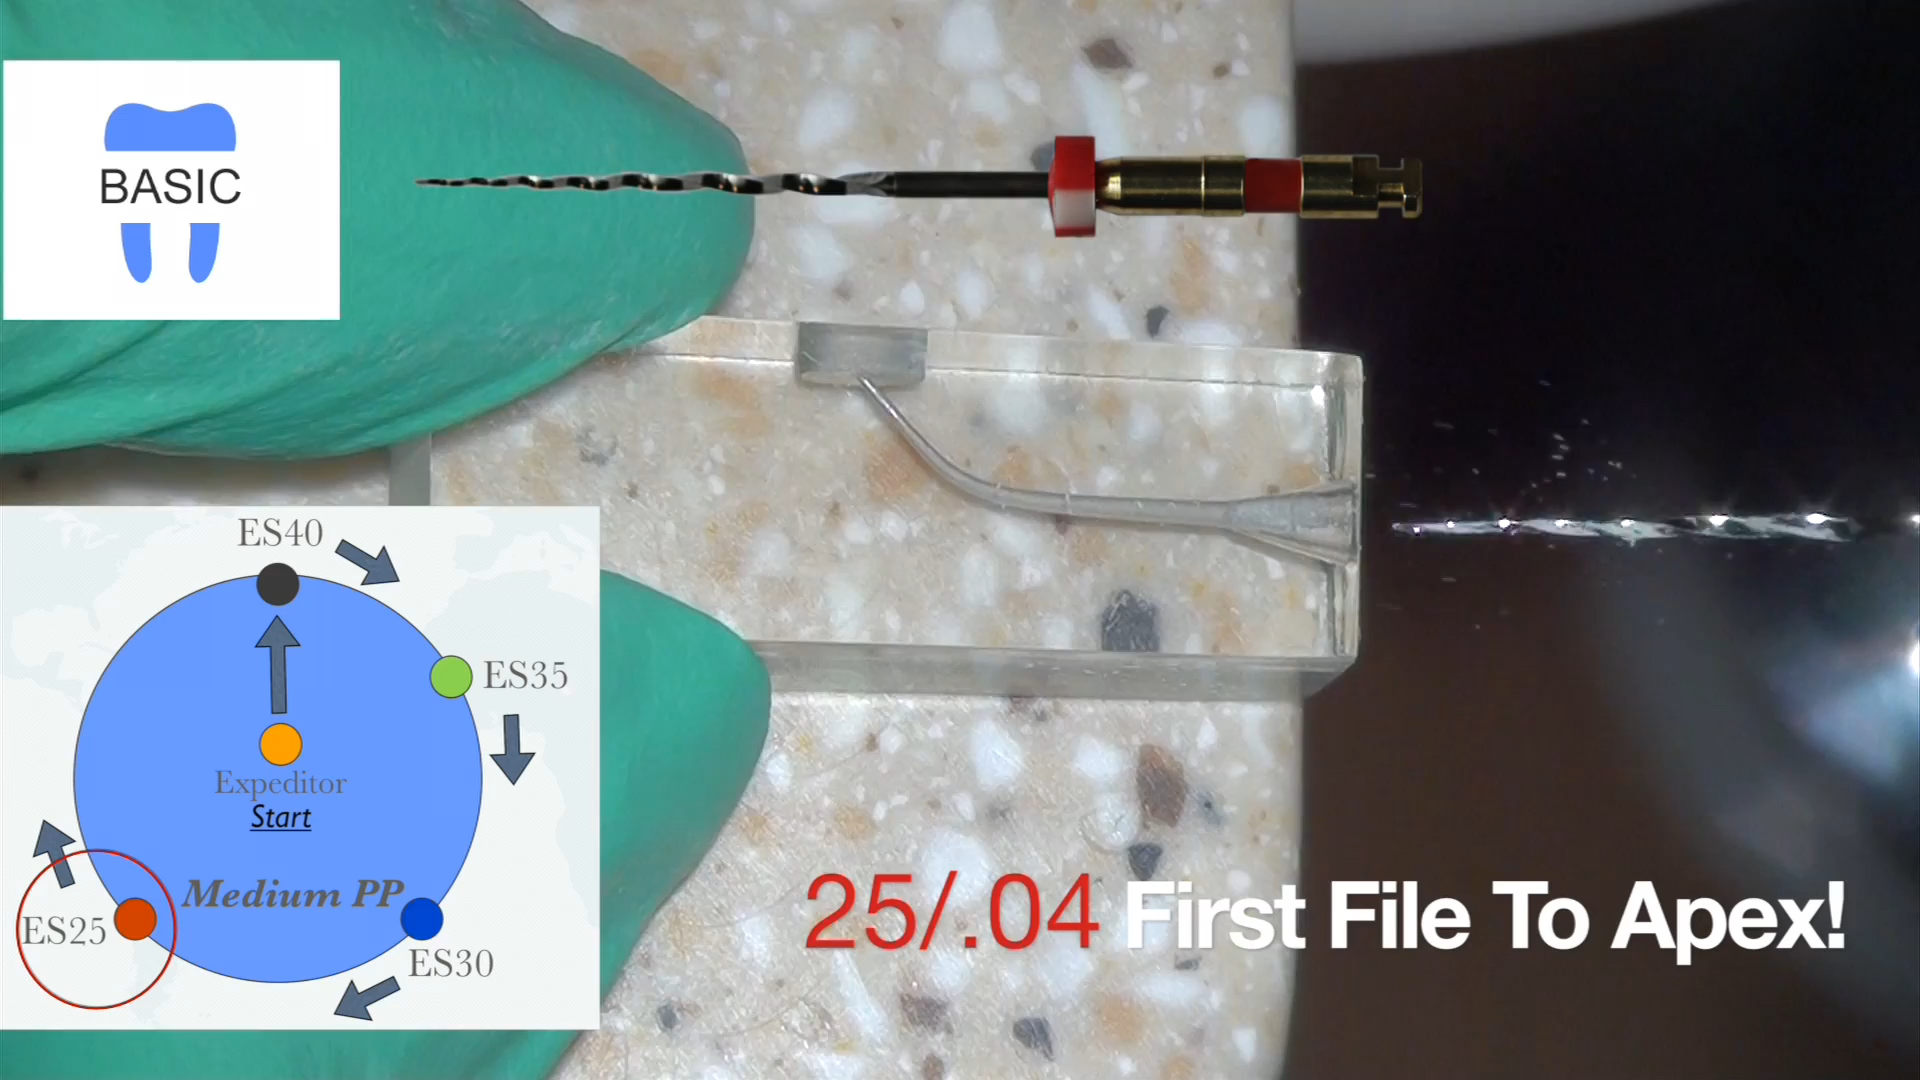 BASIC
ES40
ES35
Expeditor
Start
Medium PP
ES25
ES30
25/.04 First File To Apex!